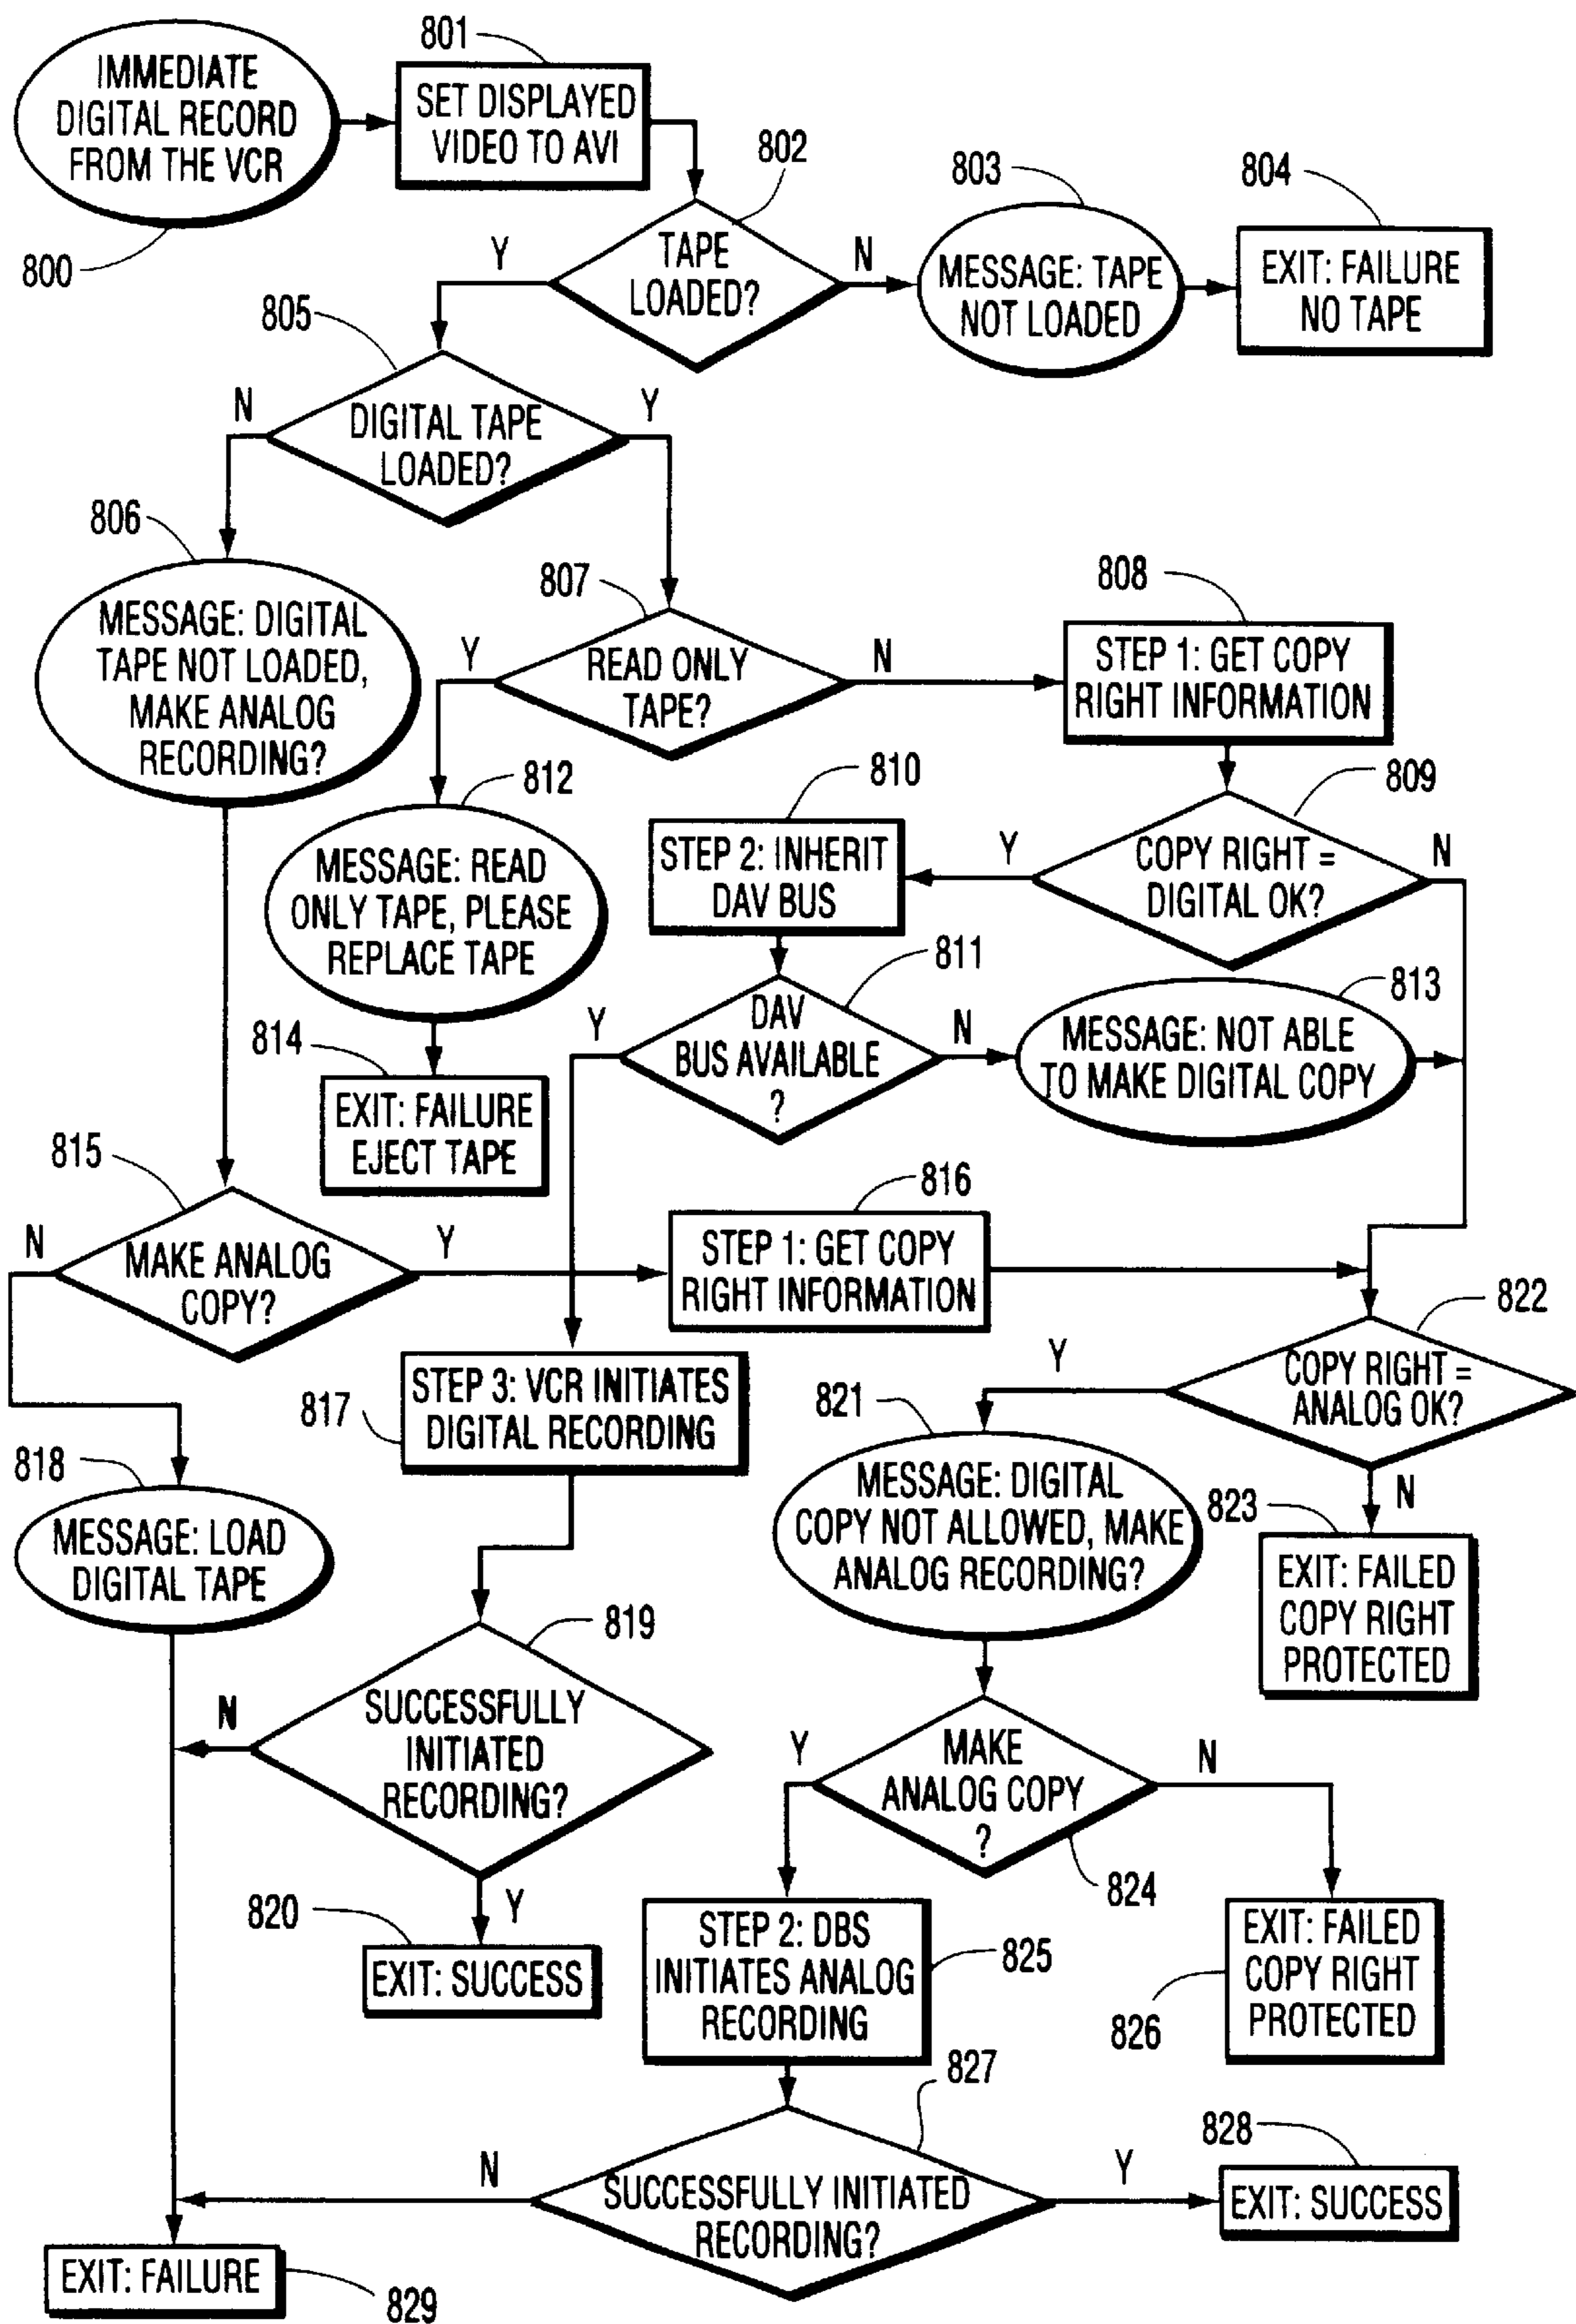 801
IMMEDIATE
DIGITAL RECORD
FROM THE VCR
800
SET DISPLAYED
VIDEO TO AVI
802
TAPE
LOADED?
Y
N
803
MESSAGE: TAPE
NOT LOADED
804
EXIT: FAILURE
NO TAPE
805
DIGITAL TAPE
LOADED?
N
Y
806
MESSAGE: DIGITAL
TAPE NOT LOADED,
MAKE ANALOG
RECORDING?
807
READ ONLY
TAPE?
Y
N
808
STEP 1: GET COPY
RIGHT INFORMATION
809
COPY RIGHT =
DIGITAL OK?
Y
N
810
STEP 2: INHERIT
DAV BUS
812
MESSAGE: READ
ONLY TAPE, PLEASE
REPLACE TAPE
811
DAV
BUS AVAILABLE
?
Y
N
813
MESSAGE: NOT ABLE
TO MAKE DIGITAL COPY
814
EXIT: FAILURE
EJECT TAPE
815
MAKE ANALOG
COPY?
N
Y
816
STEP 1: GET COPY
RIGHT INFORMATION
822
COPY RIGHT =
ANALOG OK?
Y
N
817
STEP 3: VCR INITIATES
DIGITAL RECORDING
821
MESSAGE: DIGITAL
COPY NOT ALLOWED, MAKE
ANALOG RECORDING?
823
EXIT: FAILED
COPY RIGHT
PROTECTED
818
MESSAGE: LOAD
DIGITAL TAPE
819
SUCCESSFULLY
INITIATED
RECORDING?
N
Y
820
EXIT: SUCCESS
MAKE
ANALOG COPY
?
824
Y
N
STEP 2: DBS
INITIATES ANALOG
RECORDING
825
EXIT: FAILED
COPY RIGHT
PROTECTED
826
827
SUCCESSFULLY INITIATED
RECORDING?
N
Y
828
EXIT: SUCCESS
EXIT: FAILURE
829